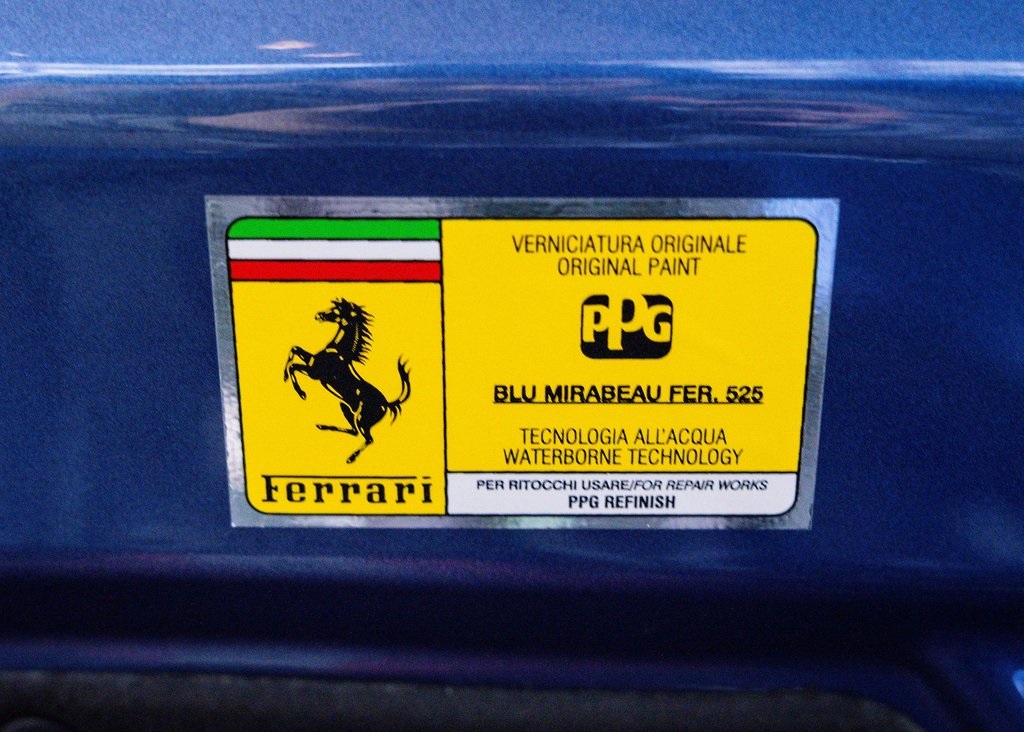 Ferrari
VERNICIATURA ORIGINALE
ORIGINAL PAINT
PPG
BLU MIRABEAU FER. 525
TECNOLOGIA ALL'ACQUA
WATERBORNE TECHNOLOGY
PER RITOCCHI USARE/FOR REPAIR WORKS
PPG REFINISH